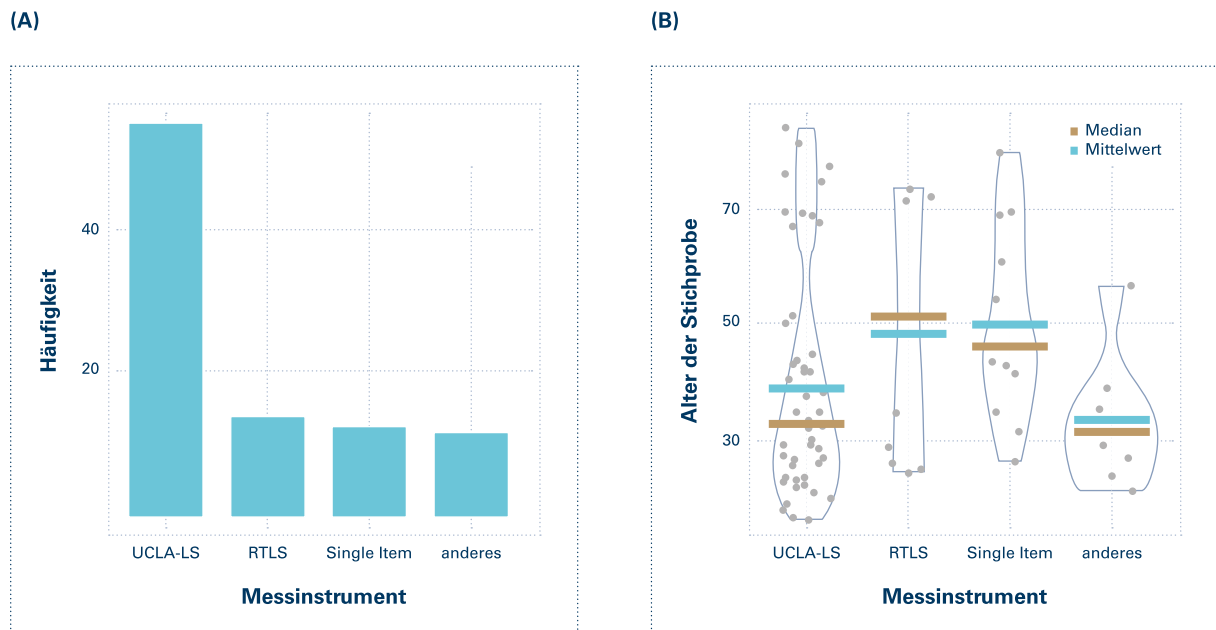 (A)
Häufigkeit
40
20
UCLA-LS RTLS Single Item anderes
Messinstrument
(B)
Alter der Stichprobe
70
50
30
Median
Mittelwert
UCLA-LS RTLS Single Item anderes
Messinstrument